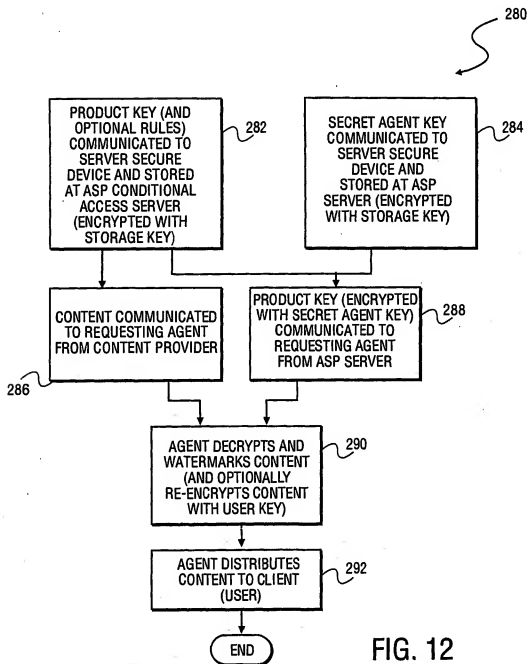 280
PRODUCT KEY (AND
OPTIONAL RULES)
COMMUNICATED TO
SERVER SECURE
DEVICE AND STORED
AT ASP CONDITIONAL
ACCESS SERVER
(ENCRYPTED WITH
STORAGE KEY)
282
SECRET AGENT KEY
COMMUNICATED TO
SERVER SECURE
DEVICE AND
STORED AT ASP
SERVER (ENCRYPTED
WITH STORAGE KEY)
284
CONTENT COMMUNICATED
TO REQUESTING AGENT
FROM CONTENT PROVIDER
286
PRODUCT KEY (ENCRYPTED
WITH SECRET AGENT KEY)
COMMUNICATED TO
REQUESTING AGENT
FROM ASP SERVER
288
AGENT DECRYPTS AND
WATERMARKS CONTENT
(AND OPTIONALLY
RE-ENCRYPTS CONTENT
WITH USER KEY)
290
AGENT DISTRIBUTES
CONTENT TO CLIENT
(USER)
292
END
FIG. 12